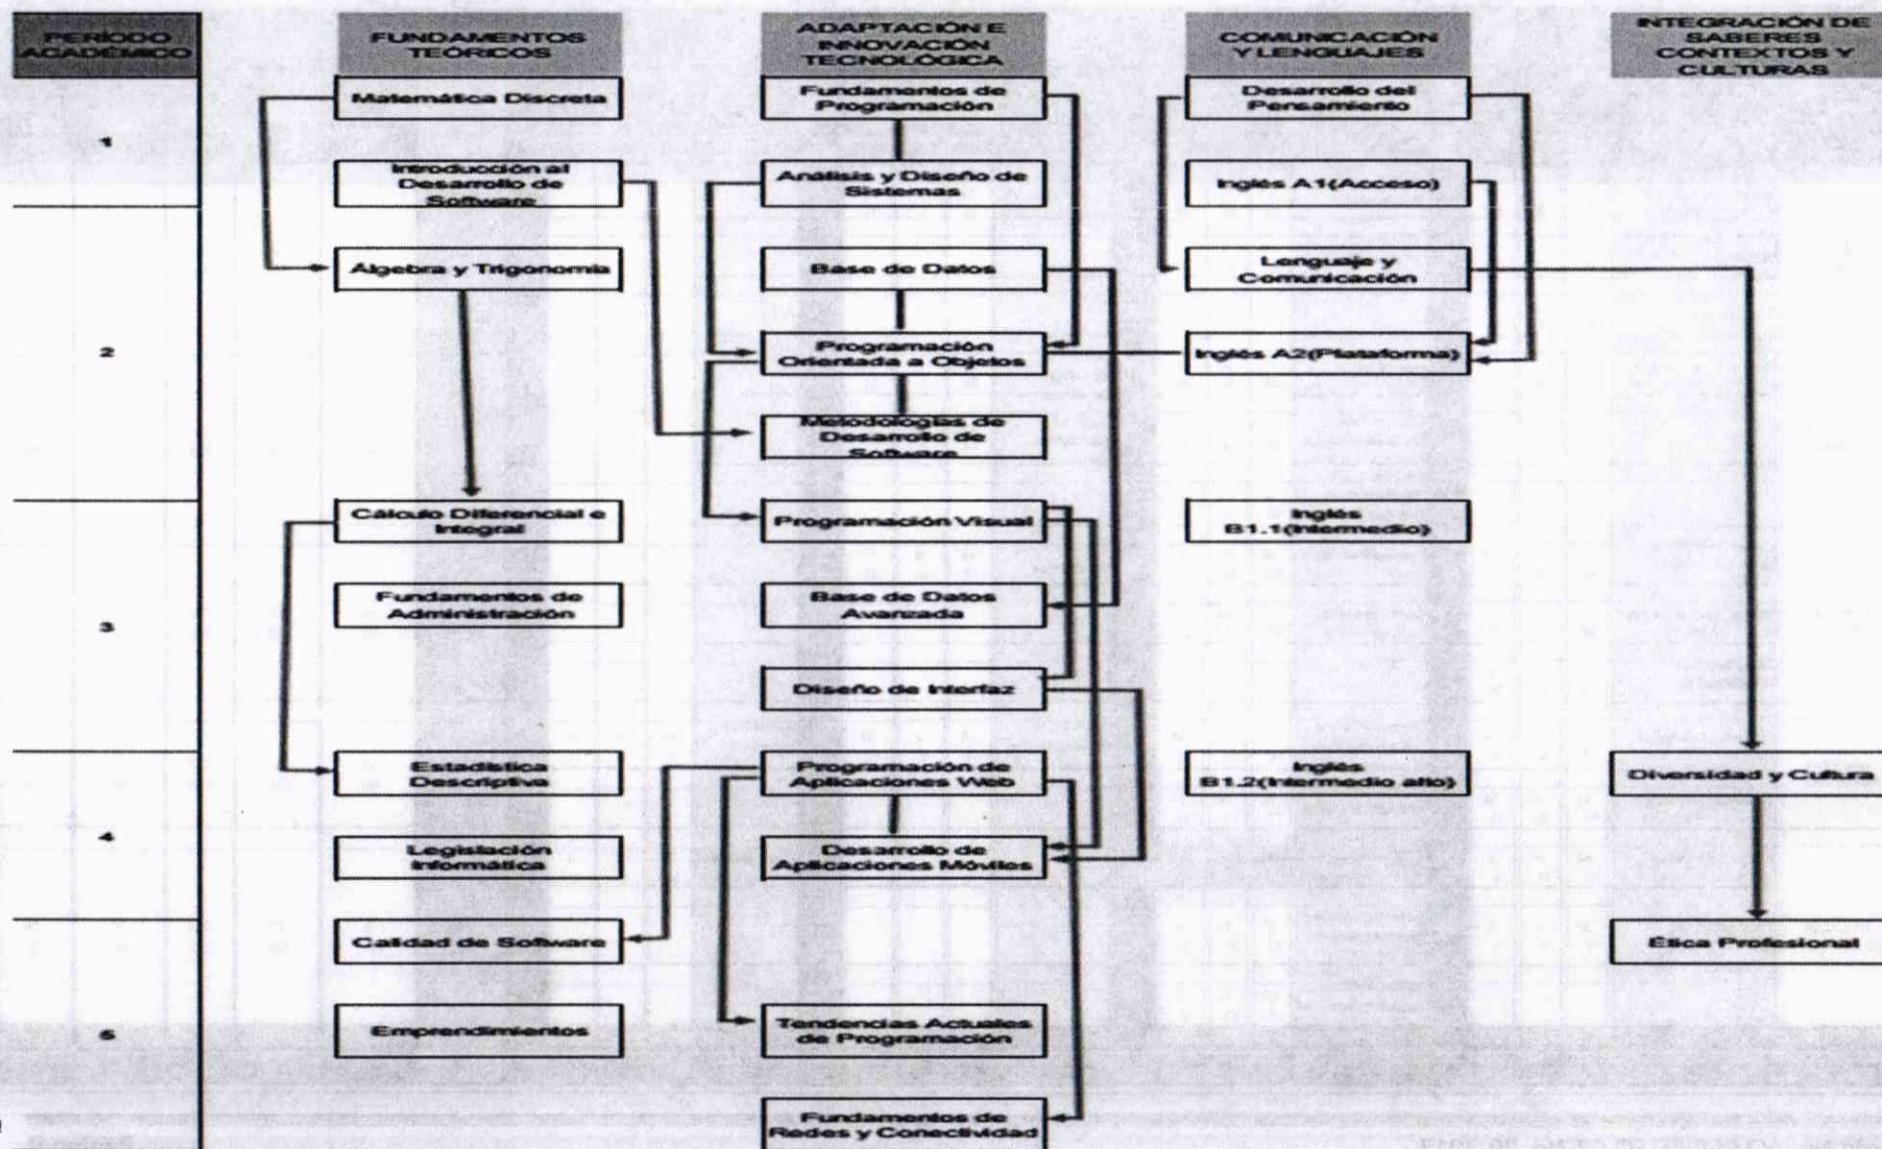 PERÍODO
ACADÉMICO
FUNDAMENTOS
TEÓRICOS
ADAPTACIÓN E
INNOVACIÓN
TECNOLÓGICA
COMUNICACIÓN
Y LENGUAJES
INTEGRACIÓN DE
SABERES
CONTEXTOS Y
CULTURAS
1
Matemática Discreta
Fundamentos de
Programación
Desarrollo del
Pensamiento
Introducción al
Desarrollo de
Software
Análisis y Diseño de
Sistemas
Inglés A1(Acceso)
2
Álgebra y Trigonomía
Base de Datos
Lenguaje y
Comunicación
Programación
Orientada a Objetos
Inglés A2(Plataforma)
Metodologías de
Desarrollo de
Software
3
Cálculo Diferencial e
Integral
Programación Visual
Inglés
B1.1(Intermedio)
Fundamentos de
Administración
Base de Datos
Avanzada
Diseño de Interfaz
4
Estadística
Descriptiva
Programación de
Aplicaciones Web
Inglés
B1.2(Intermedio alto)
Diversidad y Cultura
Legislación
Informática
Desarrollo de
Aplicaciones Móviles
5
Calidad de Software
Ética Profesional
Emprendimientos
Tendencias Actuales
de Programación
Fundamentos de
Redes y Conectividad